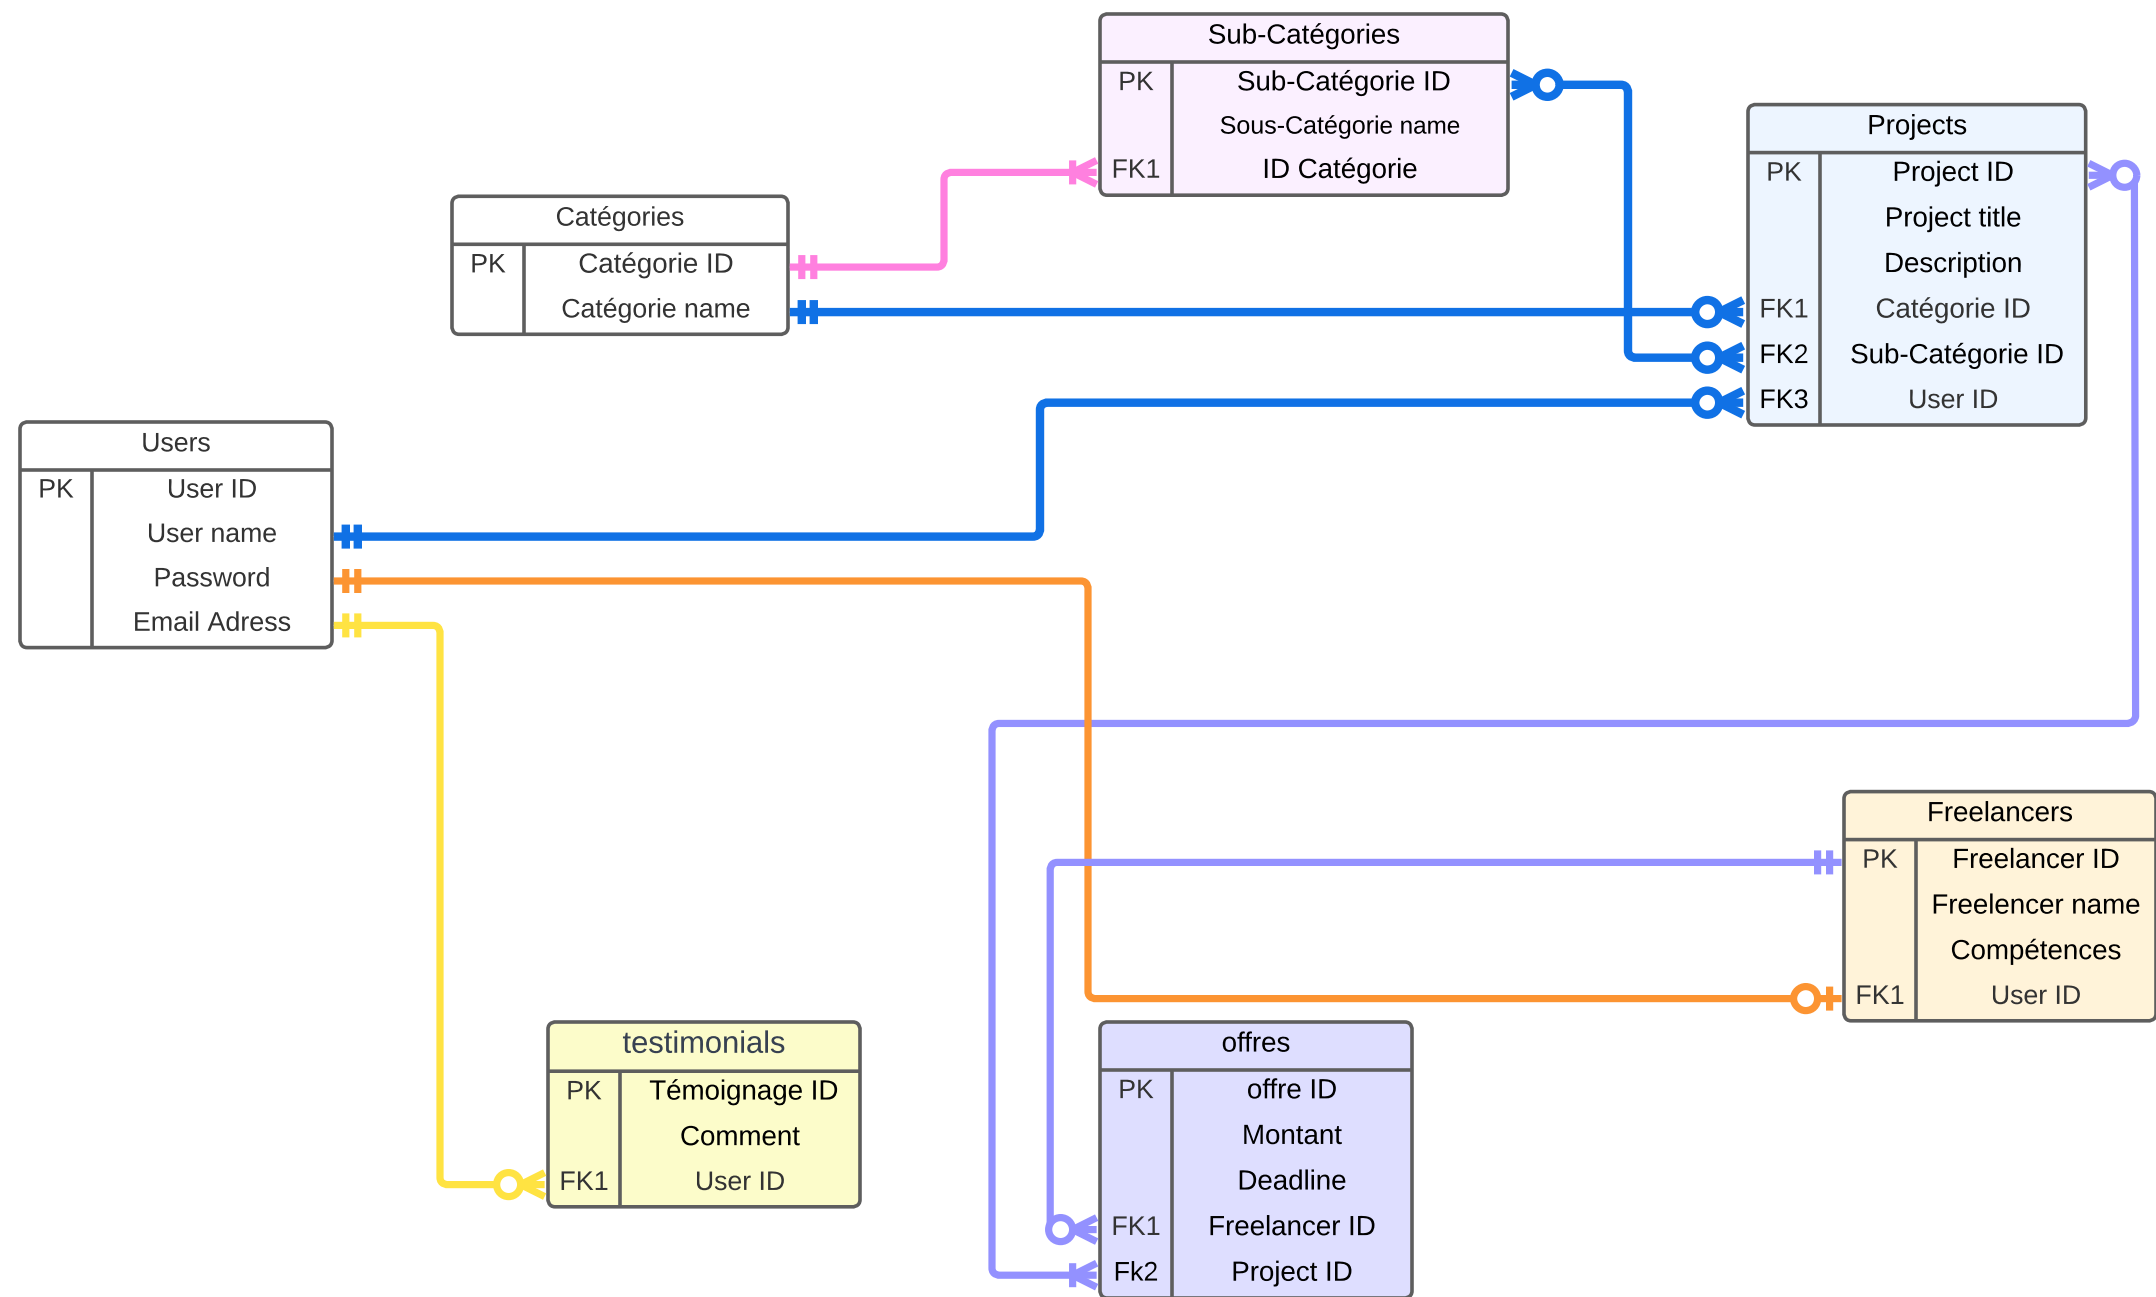 Sub-Catégories
PK Sub-Catégorie ID
Sous-Catégorie name
FK1 ID Catégorie
Projects
PK Project ID
Project title
Description
FK1 Catégorie ID
FK2 Sub-Catégorie ID
FK3 User ID
Catégories
PK Catégorie ID
Catégorie name
Users
PK User ID
User name
Password
Email Adress
Freelancers
PK Freelancer ID
Freelencer name
Compétences
FK1 User ID
testimonials
PK Témoignage ID
Comment
FK1 User ID
offres
PK offre ID
Montant
Deadline
FK1 Freelancer ID
Fk2 Project ID